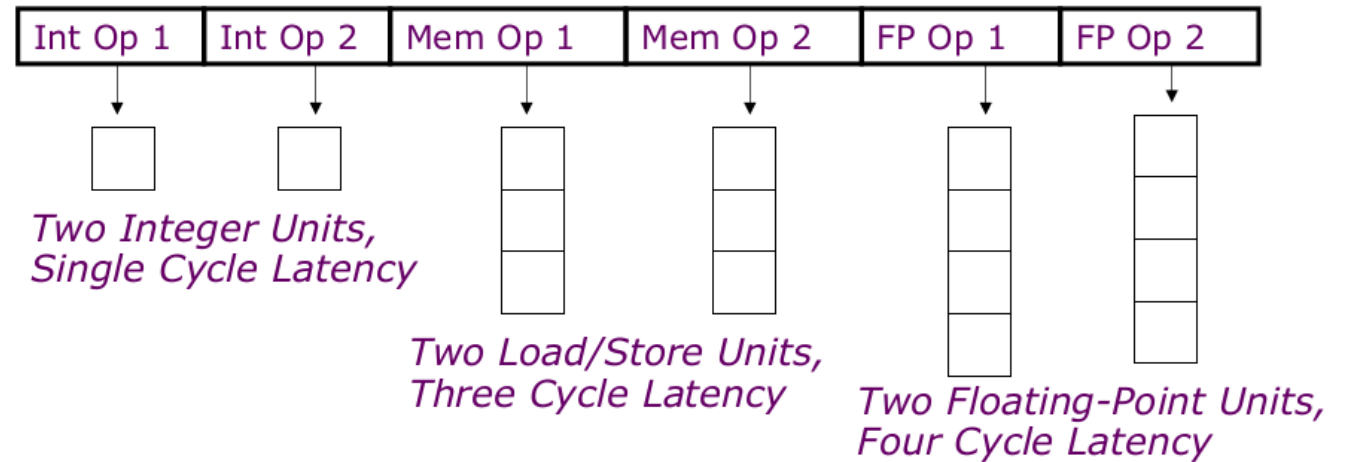 Int Op 1 Int Op 2 Mem Op 1 Mem Op 2 FP Op 1 FP Op 2
Two Integer Units,
Single Cycle Latency
Two Load/Store Units,
Three Cycle Latency
Two Floating-Point Units,
Four Cycle Latency